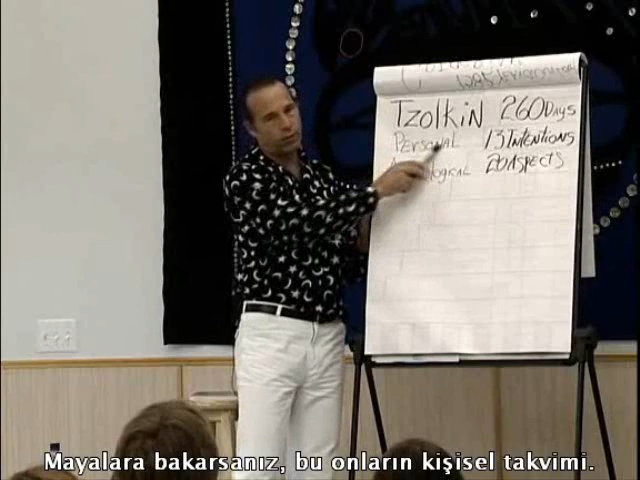 Tzolkin 260 Days
Personal 13 Intentions
20 Aspects
Mayalara bakarsanız, bu onların kişisel takvimi.